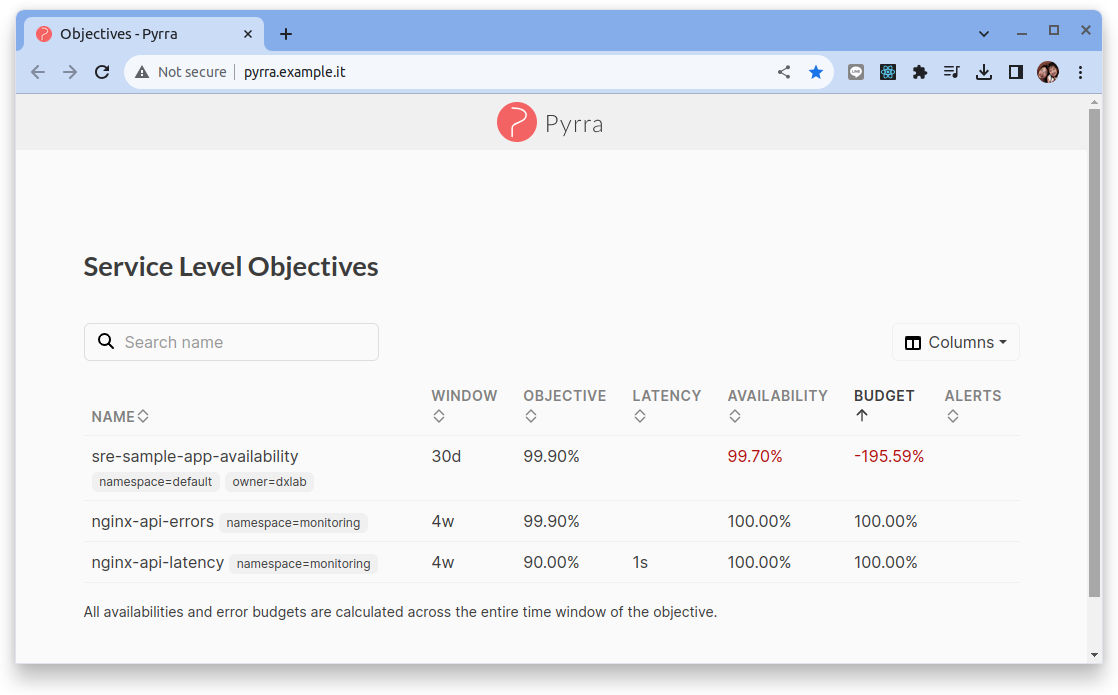 Objectives - Pyrra
Not secure pyrra.example.it
Pyrra
Service Level Objectives
Search name
Columns
NAME WINDOW OBJECTIVE LATENCY AVAILABILITY BUDGET ALERTS
sre-sample-app-availability 30d 99.90% 99.70% -195.59%
namespace=default owner=dxlab
nginx-api-errors namespace=monitoring 4w 99.90% 100.00% 100.00%
nginx-api-latency namespace=monitoring 4w 90.00% 1s 100.00% 100.00%
All availabilities and error budgets are calculated across the entire time window of the objective.